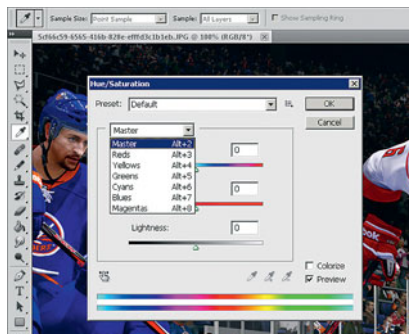 Sample Size: Point Sample Sample: All Layers Show Sampling Ring
5cf66c59-6565-416b-828e-efffd3c1b1eb.JPG @ 100% (RGB/8*)
Hue/Saturation
Preset: Default
OK
Cancel
Master
Master Alt+2
Reds Alt+3
Yellows Alt+4
Greens Alt+5
Cyans Alt+6
Blues Alt+7
Magentas Alt+8
0
0
Lightness: 0
Colorize
Preview